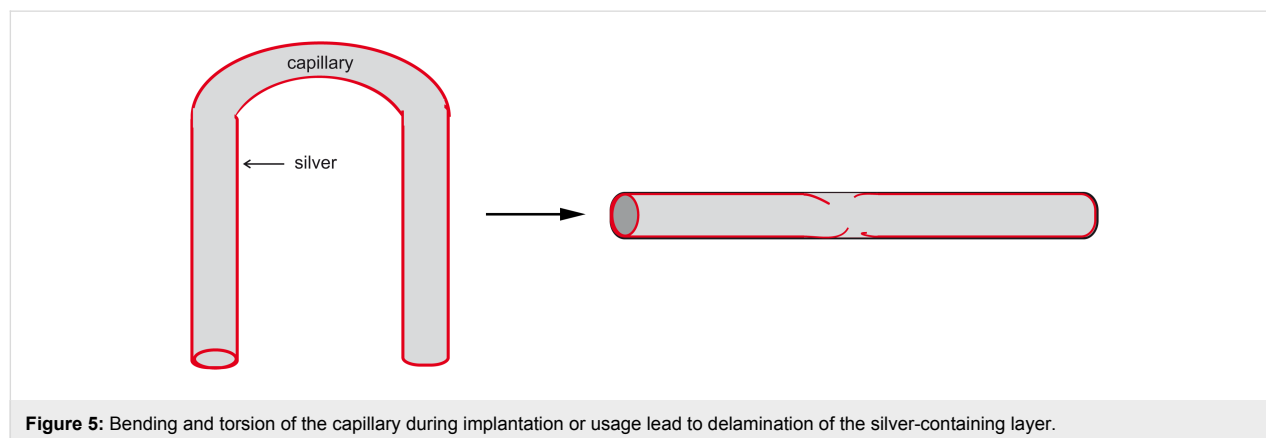 capillary
silver
Figure 5: Bending and torsion of the capillary during implantation or usage lead to delamination of the silver-containing layer.